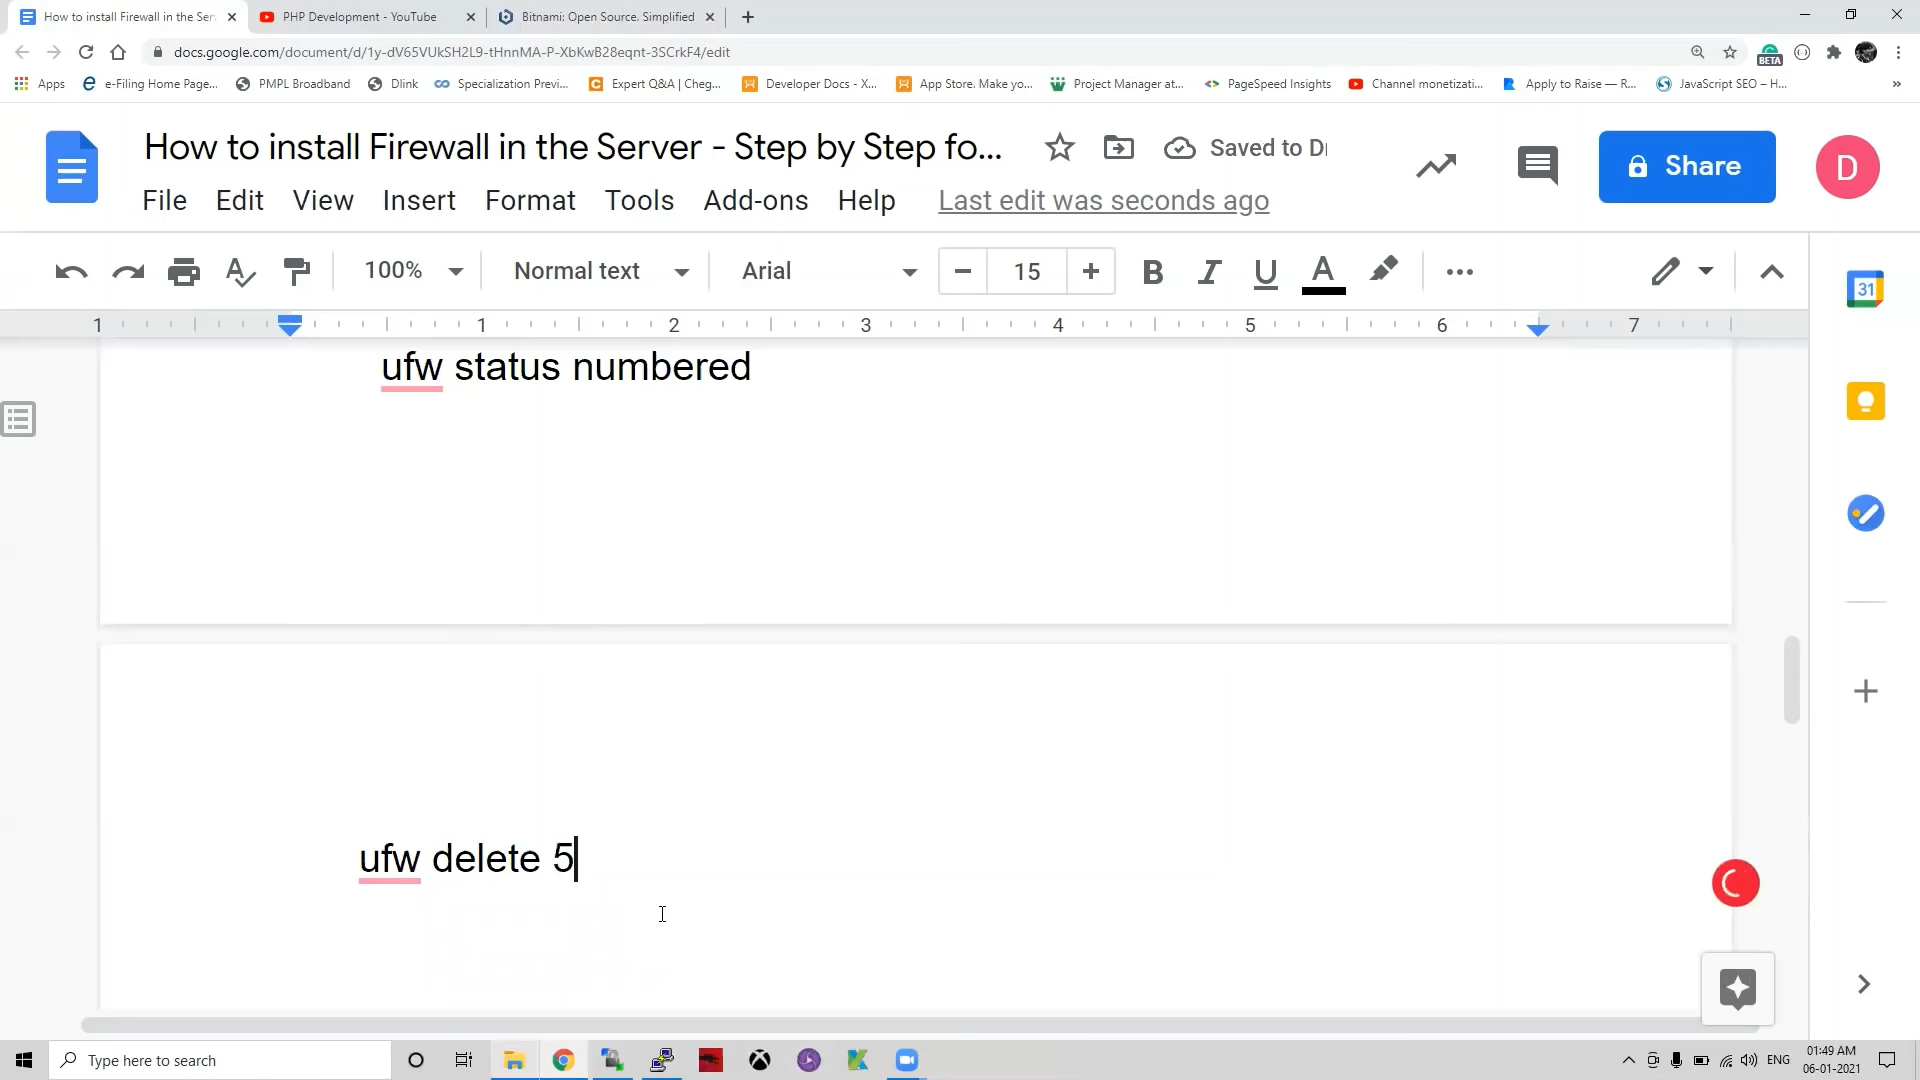 How to install Firewall in the Ser
PHP Development - YouTube
Bitnami: Open Source. Simplified
docs.google.com/document/d/1y-dV65VUkSH2L9-tHnnMA-P-XbKwB28eqnt-3SCrkF4/edit
BETA
Apps
e-Filing Home Page...
PMPL Broadband
Dlink
Specialization Previ...
Expert Q&A | Cheg...
Developer Docs - X...
App Store. Make yo...
Project Manager at...
PageSpeed Insights
Channel monetizati...
Apply to Raise — R...
JavaScript SEO – H...
How to install Firewall in the Server - Step by Step fo...
Saved to Dr
Share
D
File Edit View Insert Format Tools Add-ons Help Last edit was seconds ago
100% Normal text Arial 15 B I U A
31
1 1 2 3 4 5 6 7
ufw status numbered
ufw delete 5
Type here to search
ENG
01:49 AM
06-01-2021